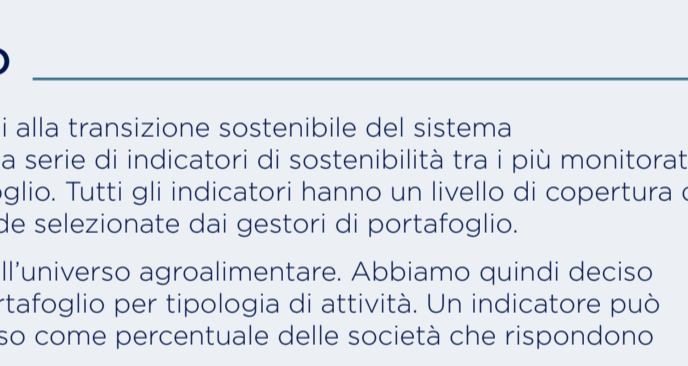 o
i alla transizione sostenibile del sistema
a serie di indicatori di sostenibilità tra i più monitorat
oglio. Tutti gli indicatori hanno un livello di copertura
de selezionate dai gestori di portafoglio.
ll’universo agroalimentare. Abbiamo quindi deciso
rtafoglio per tipologia di attività. Un indicatore può
so come percentuale delle società che rispondono